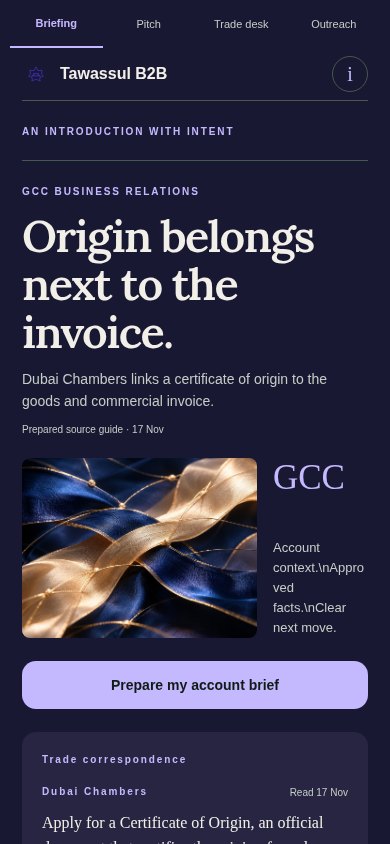 Briefing
Pitch
Trade desk
Outreach
Tawassul B2B
i
AN INTRODUCTION WITH INTENT
GCC BUSINESS RELATIONS
Origin belongs
next to the
invoice.
Dubai Chambers links a certificate of origin to the
goods and commercial invoice.
Prepared source guide · 17 Nov
GCC
Account
context.\nAppro
ved
facts.\nClear
next move.
Prepare my account brief
Trade correspondence
Dubai Chambers
Read 17 Nov
Apply for a Certificate of Origin, an official